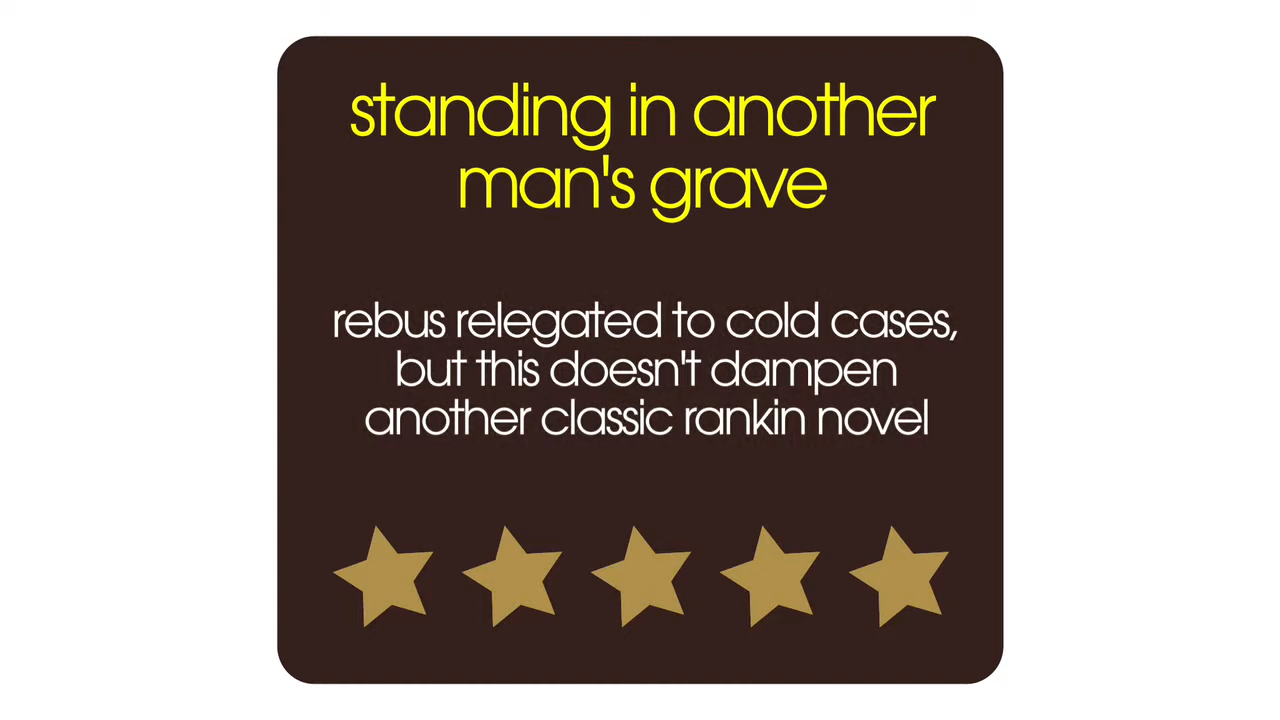 standing in another
man's grave
rebus relegated to cold cases,
but this doesn't dampen
another classic rankin novel